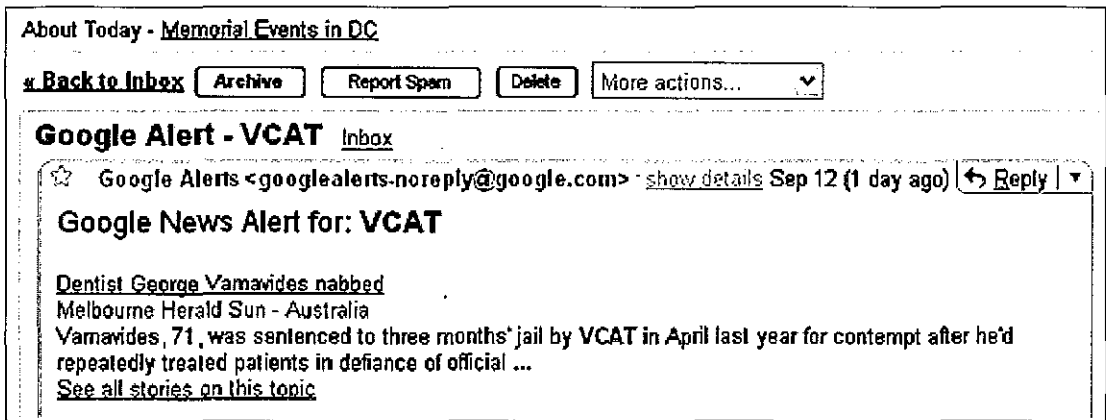 About Today - Memorial Events in DC
« Back to Inbox Archive Report Spam Delete More actions...
Google Alert - VCAT Inbox
Google Alerts <googlealerts-noreply@google.com> show details Sep 12 (1 day ago) Reply
Google News Alert for: VCAT
Dentist George Varnavides nabbed
Melbourne Herald Sun - Australia
Varnavides, 71, was sentenced to three months' jail by VCAT in April last year for contempt after he'd
repeatedly treated patients in defiance of official ...
See all stories on this topic